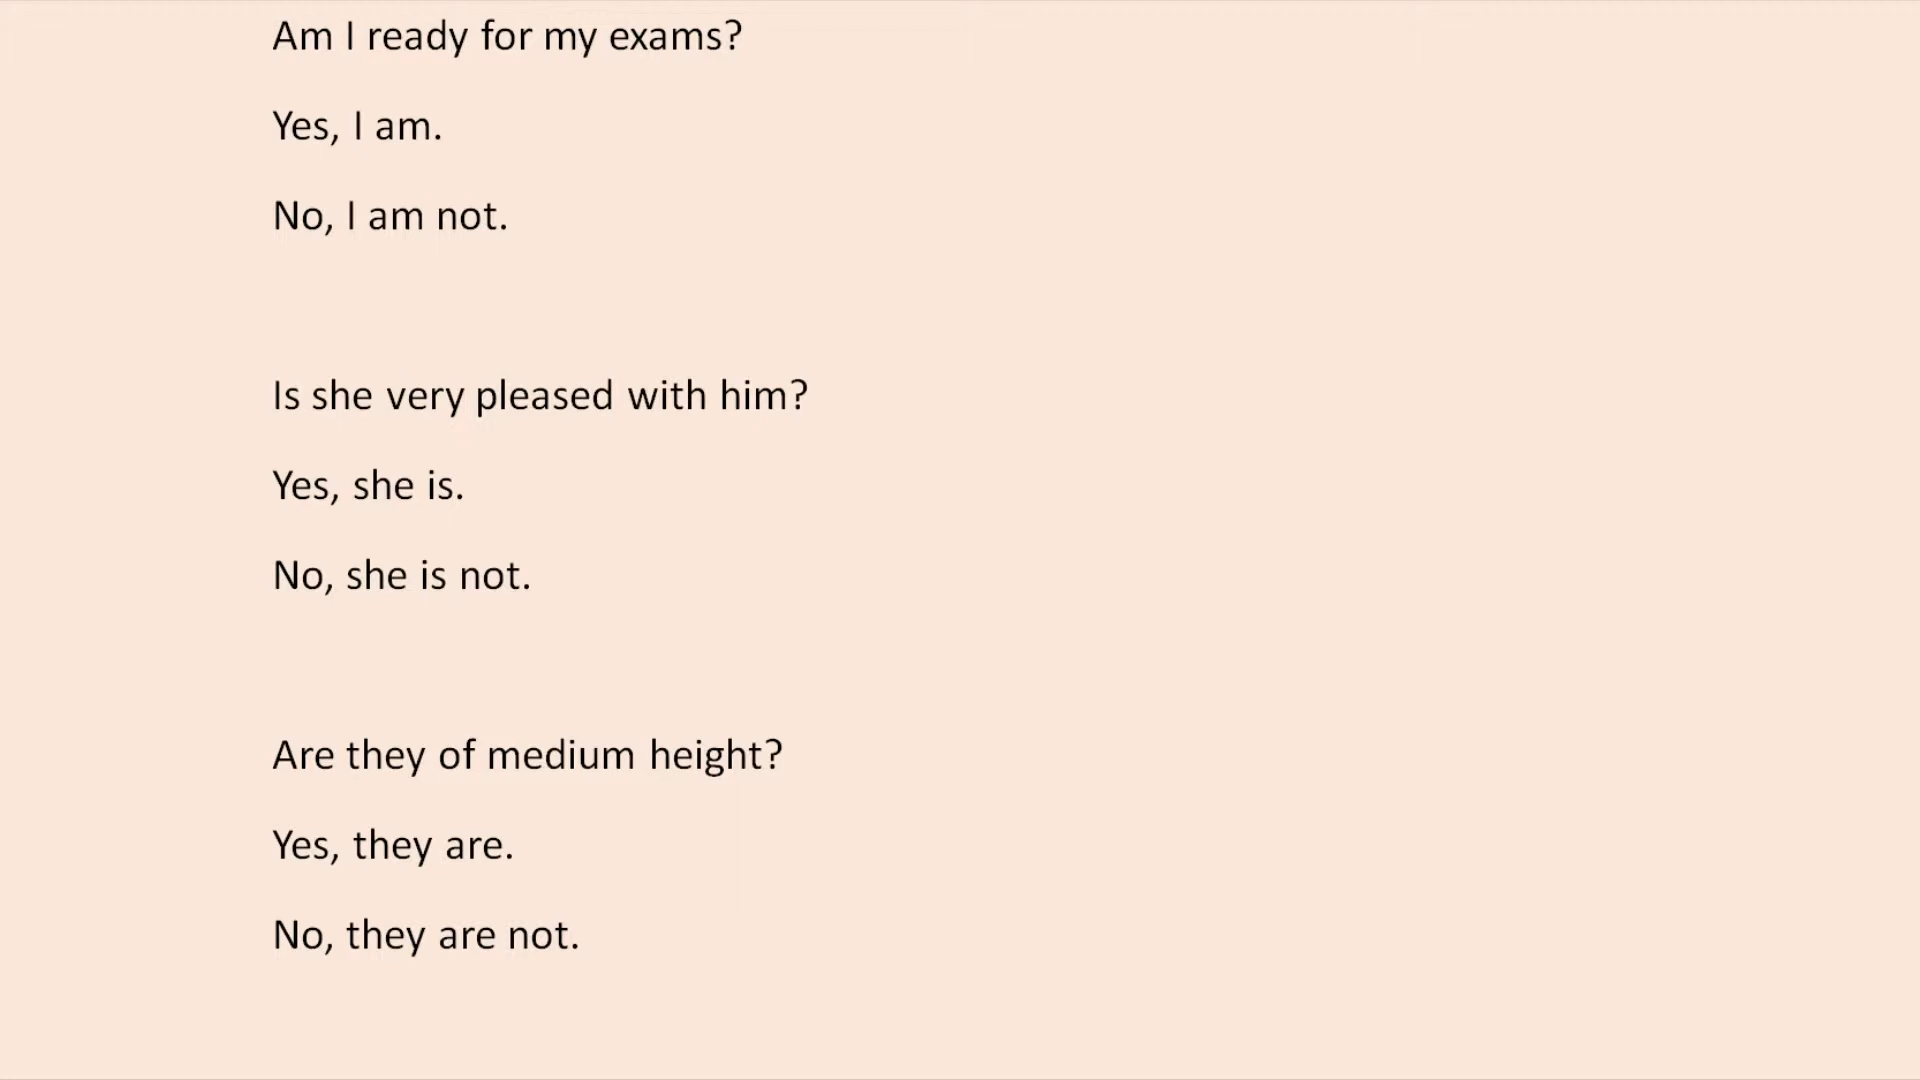 Am I ready for my exams?
Yes, I am.
No, I am not.
Is she very pleased with him?
Yes, she is.
No, she is not.
Are they of medium height?
Yes, they are.
No, they are not.